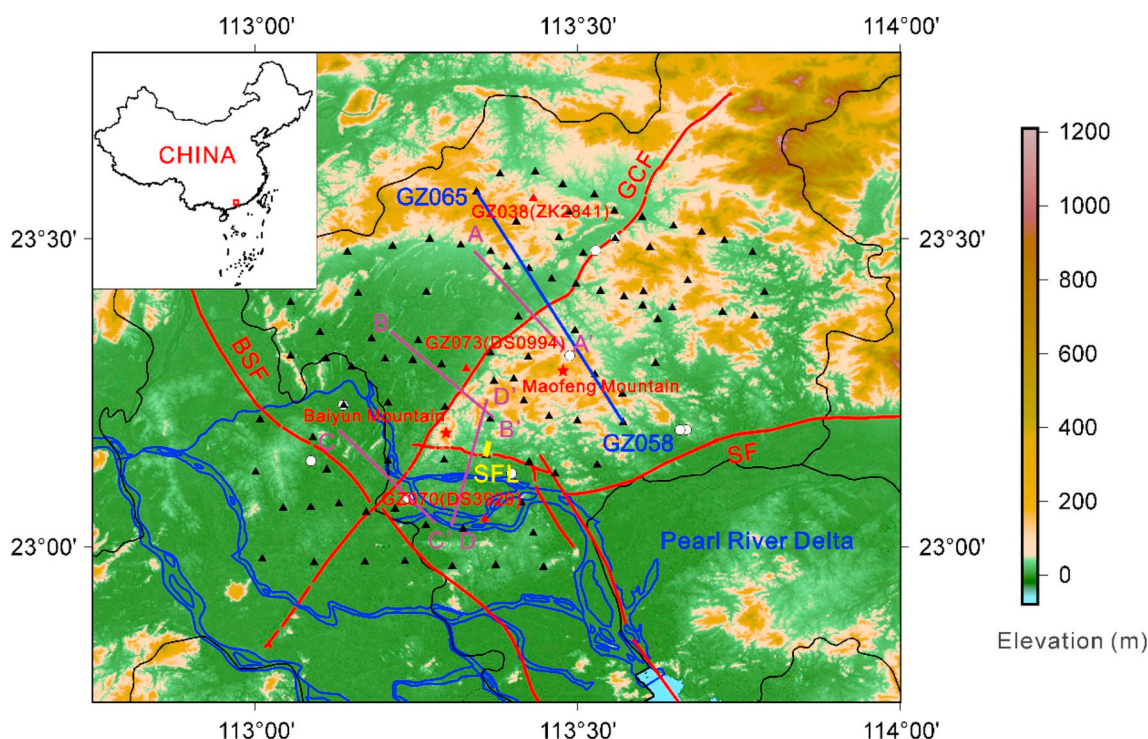 113°00'
113°30'
114°00'
CHINA
GCF
GZ065
GZ038(ZK2841)
23°30'
23°30'
A
B
GZ073(DS0994)
A'
BSF
Maofeng Mountain
D'
Baiyun Mountain
B'
C
GZ058
SF
SFL
GZ070(DS3929)
C'
D
Pearl River Delta
23°00'
23°00'
113°00'
113°30'
114°00'
1200
1000
800
600
400
200
0
Elevation (m)